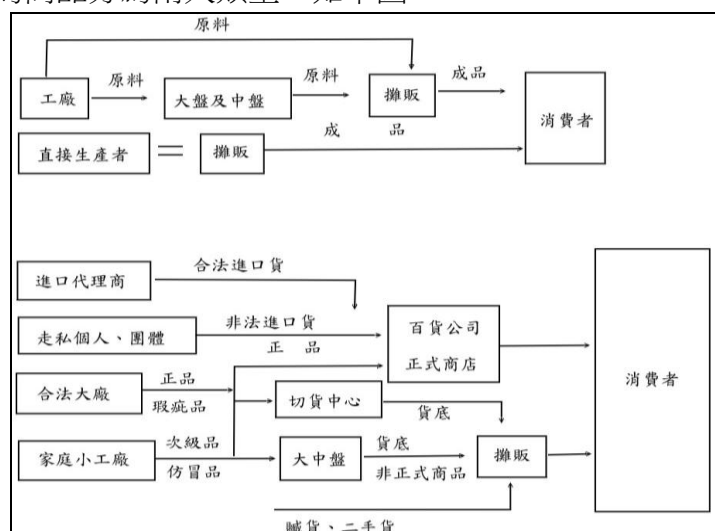 原料
工廠
原料
大盤及中盤
原料
攤販
成品
消費者
直接生產者
攤販
成 品
進口代理商
合法進口貨
走私個人、團體
非法進口貨
正 品
百貨公司
正式商店
合法大廠
正品
瑕疵品
切貨中心
貨底
消費者
家庭小工廠
次級品
仿冒品
大中盤
貨底
非正式商品
攤販
贓貨、二手貨